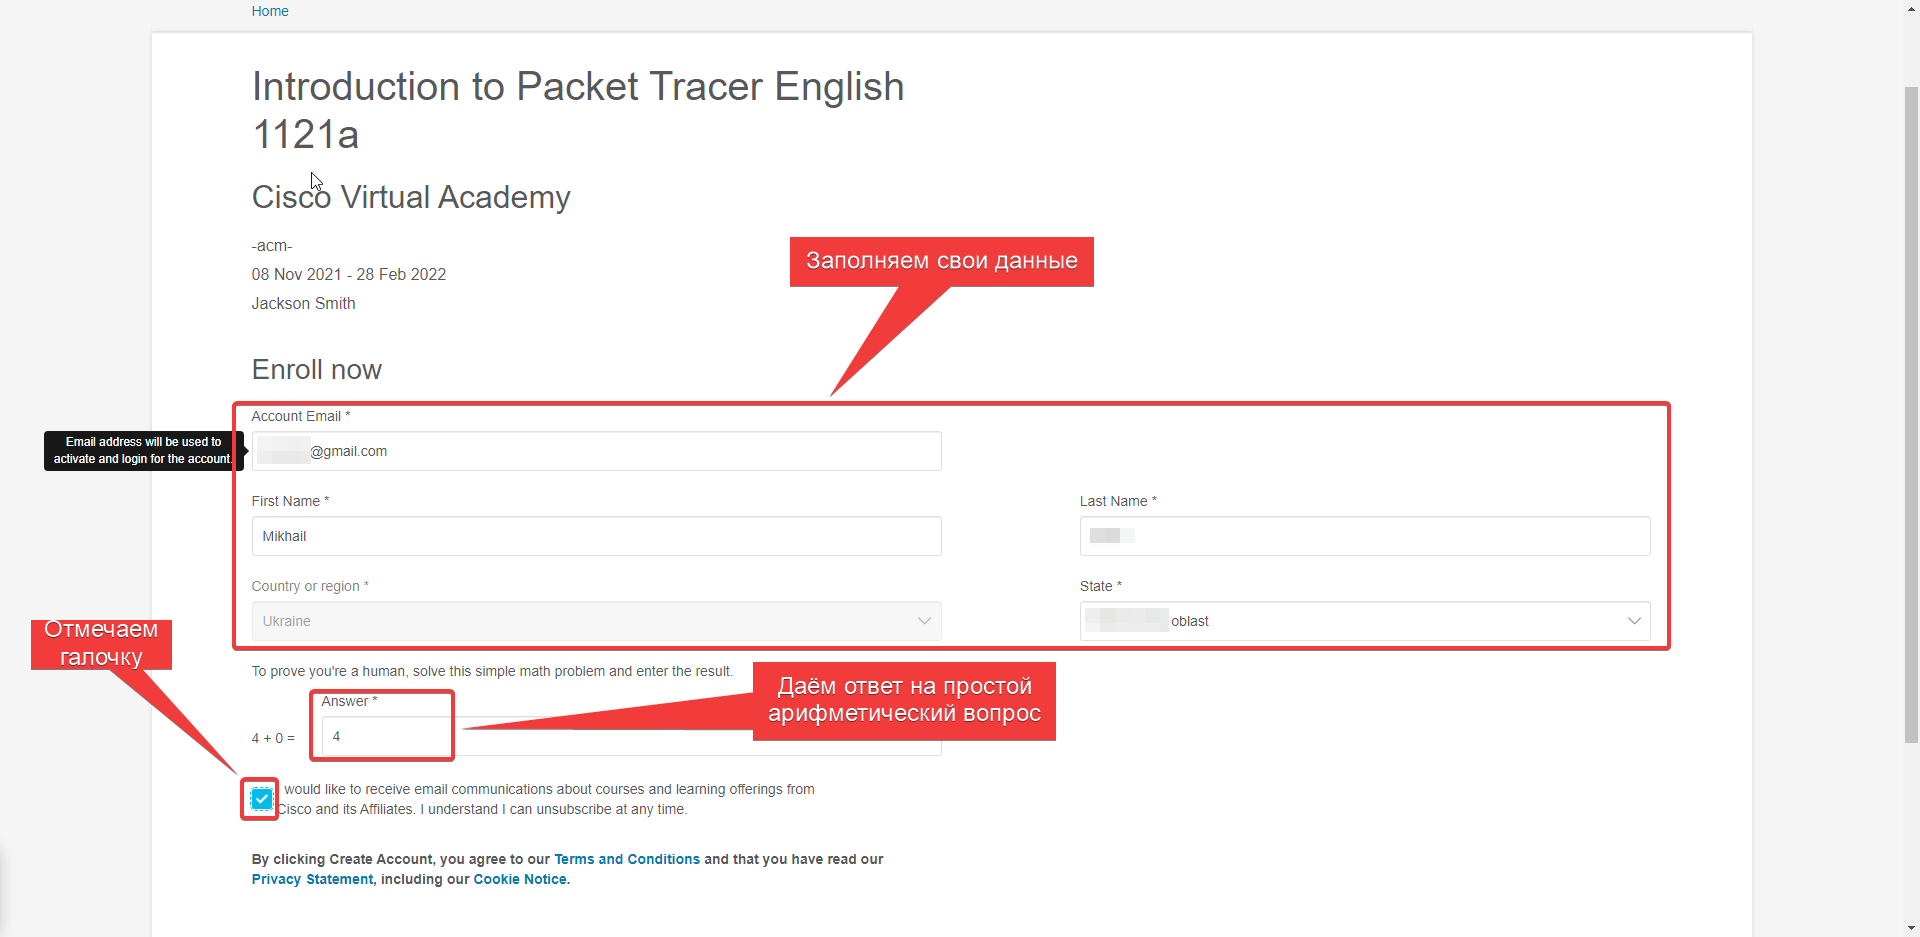 Home
Introduction to Packet Tracer English
1121a
Cisco Virtual Academy
-acm-
08 Nov 2021 - 28 Feb 2022
Jackson Smith
Заполняем свои данные
Enroll now
Account Email *
Email address will be used to
activate and login for the account.
@gmail.com
First Name *
Last Name *
Mikhail
Country or region *
State *
Ukraine
oblast
Отмечаем
галочку
To prove you're a human, solve this simple math problem and enter the result.
Даём ответ на простой
арифметический вопрос
Answer *
4 + 0 =
4
would like to receive email communications about courses and learning offerings from
Cisco and its Affiliates. I understand I can unsubscribe at any time.
By clicking Create Account, you agree to our Terms and Conditions and that you have read our
Privacy Statement, including our Cookie Notice.